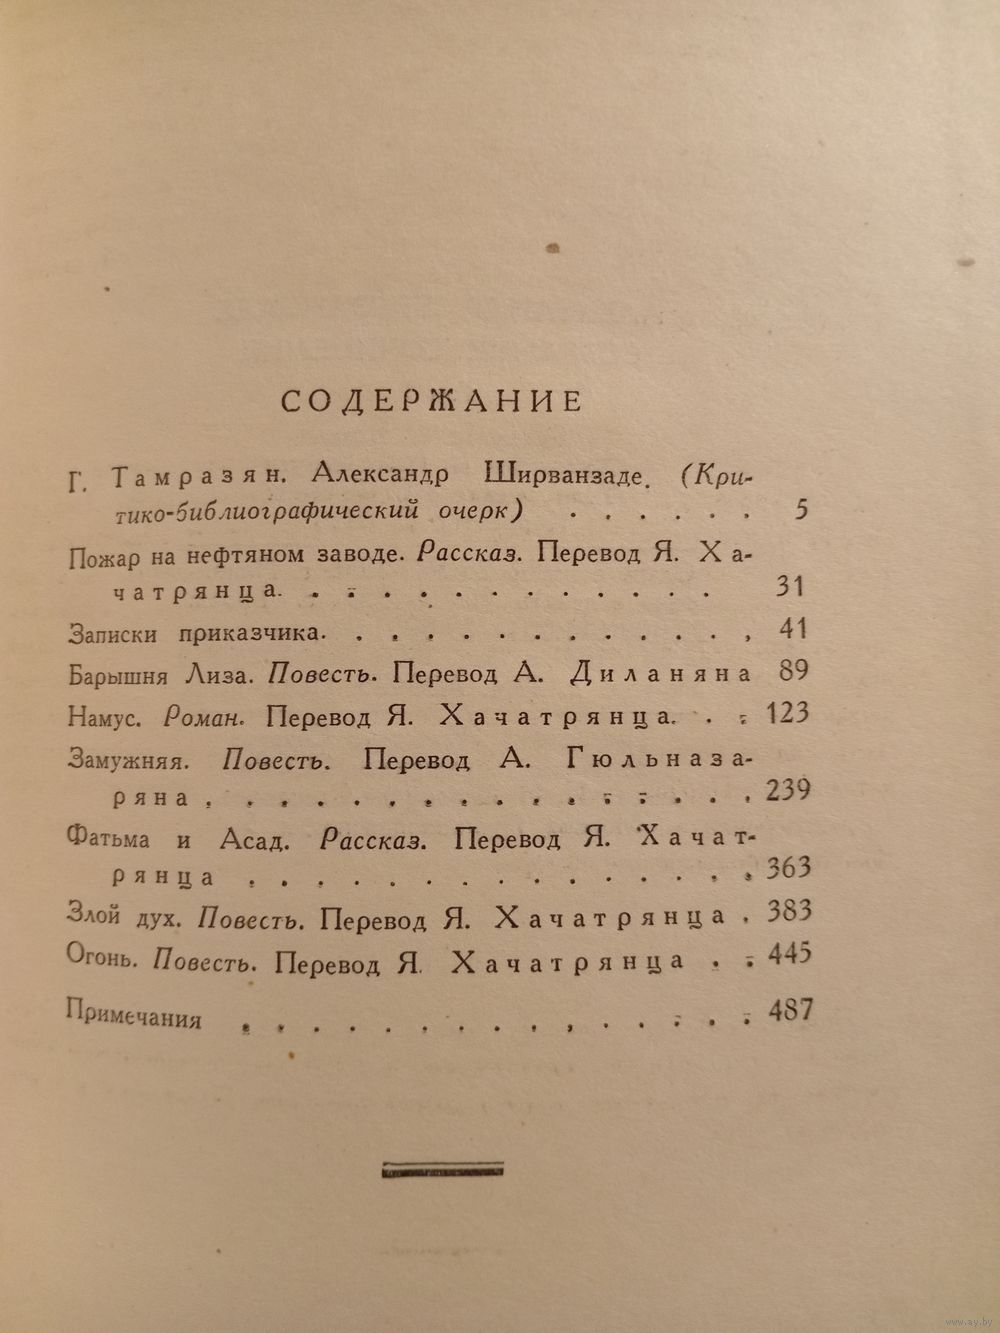 СОДЕРЖАНИЕ
Г. Тамразян. Александр Ширванзаде. (Кри-
тико-библиографический очерк) . . . . . . 5
Пожар на нефтяном заводе. Рассказ. Перевод Я. Ха-
чатрянца. . . . . . . . . . . . . 31
Записки приказчика. . . . . . . . . . . . . 41
Барышня Лиза. Повесть. Перевод А. Диланяна 89
Намус. Роман. Перевод Я. Хачатрянца. . . 123
Замужняя. Повесть. Перевод А. Гюльназа-
ряна . . . . . . . . . . . . . . . . 239
Фатьма и Асад. Рассказ. Перевод Я. Хачат-
рянца . . . . . . . . . . . . . . . 363
Злой дух. Повесть. Перевод Я. Хачатрянца . 383
Огонь. Повесть. Перевод Я. Хачатрянца . . 445
Примечания . . . . . . . . . . . . . . . 487
www.ay.by